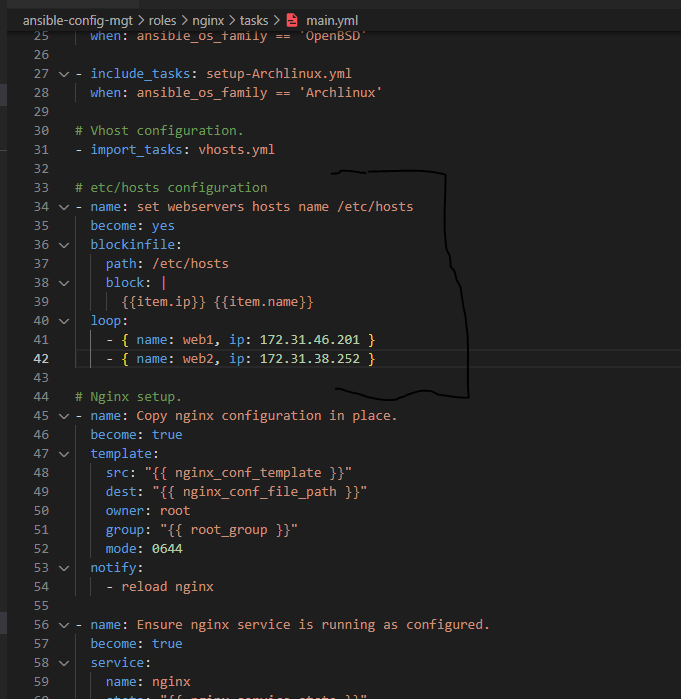 ansible-config-mgt > roles > nginx > tasks > main.yml
25 when: ansible_os_family == 'OpenBSD'
26
27 - include_tasks: setup-Archlinux.yml
28 when: ansible_os_family == 'Archlinux'
29
30 # Vhost configuration.
31 - import_tasks: vhosts.yml
32
33 # etc/hosts configuration
34 - name: set webservers hosts name /etc/hosts
35 become: yes
36 blockinfile:
37 path: /etc/hosts
38 block: |
39 {{item.ip}} {{item.name}}
40 loop:
41 - { name: web1, ip: 172.31.46.201 }
42 - { name: web2, ip: 172.31.38.252 }
43
44 # Nginx setup.
45 - name: Copy nginx configuration in place.
46 become: true
47 template:
48 src: "{{ nginx_conf_template }}"
49 dest: "{{ nginx_conf_file_path }}"
50 owner: root
51 group: "{{ root_group }}"
52 mode: 0644
53 notify:
54 - reload nginx
55
56 - name: Ensure nginx service is running as configured.
57 become: true
58 service:
59 name: nginx
60 state: "{{ nginx_service_state }}"